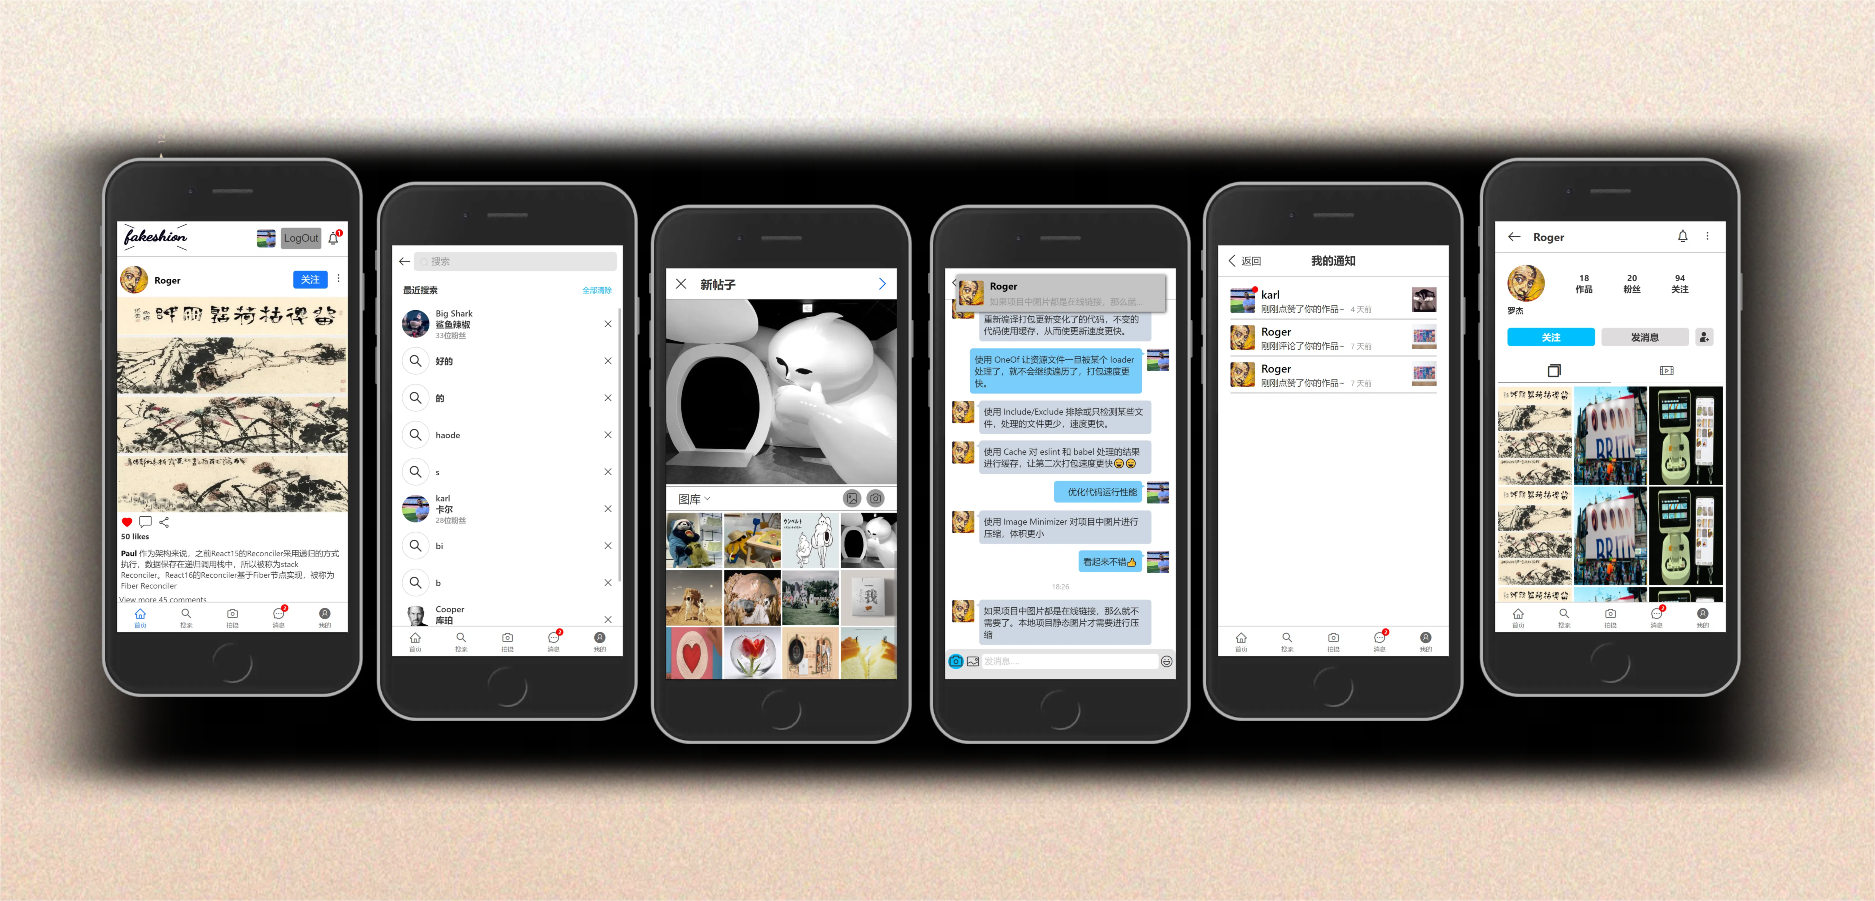 fakeshion
LogOut
1
Roger
关注
50 likes
Paul 作为架构来说，之前React15的Reconciler采用递归的方式
执行，数据保存在递归调用栈中，所以被称为stack
Reconciler。React16的Reconciler基于Fiber节点实现，被称为
Fiber Reconciler
View more 45 comments
首页
搜索
拍摄
消息
我的
搜索
最近搜索
全部清除
Big Shark
鲨鱼辣椒
33位粉丝
好的
的
haode
s
karl
卡尔
20位粉丝
bi
b
Cooper
库珀
首页
搜索
拍摄
消息
我的
新帖子
图库
我
Roger
如果项目中图片都是在线链接，那么就...
重新编译打包更新变化了的代码，不变的
代码使用缓存，从而使更新速度更快。
使用 OneOf 让资源文件一旦被某个 loader
处理了，就不会继续遍历了，打包速度更
快。
使用 Include/Exclude 排除或只检测某些文
件，处理的文件更少，速度更快。
使用 Cache 对 eslint 和 babel 处理的结果
进行缓存，让第二次打包速度更快😄😄
优化代码运行性能
使用 Image Minimizer 对项目中图片进行
压缩，体积更小
看起来不错👍
18:26
如果项目中图片都是在线链接，那么就不
需要了。本地项目静态图片才需要进行压
缩
发消息...
返回
我的通知
karl
刚刚点赞了你的作品~ 4 天前
Roger
刚刚评论了你的作品~ 7 天前
Roger
刚刚点赞了你的作品~ 7 天前
首页
搜索
拍摄
消息
我的
Roger
18
作品
20
粉丝
94
关注
罗杰
关注
发消息
BRITN
首页
搜索
拍摄
消息
我的